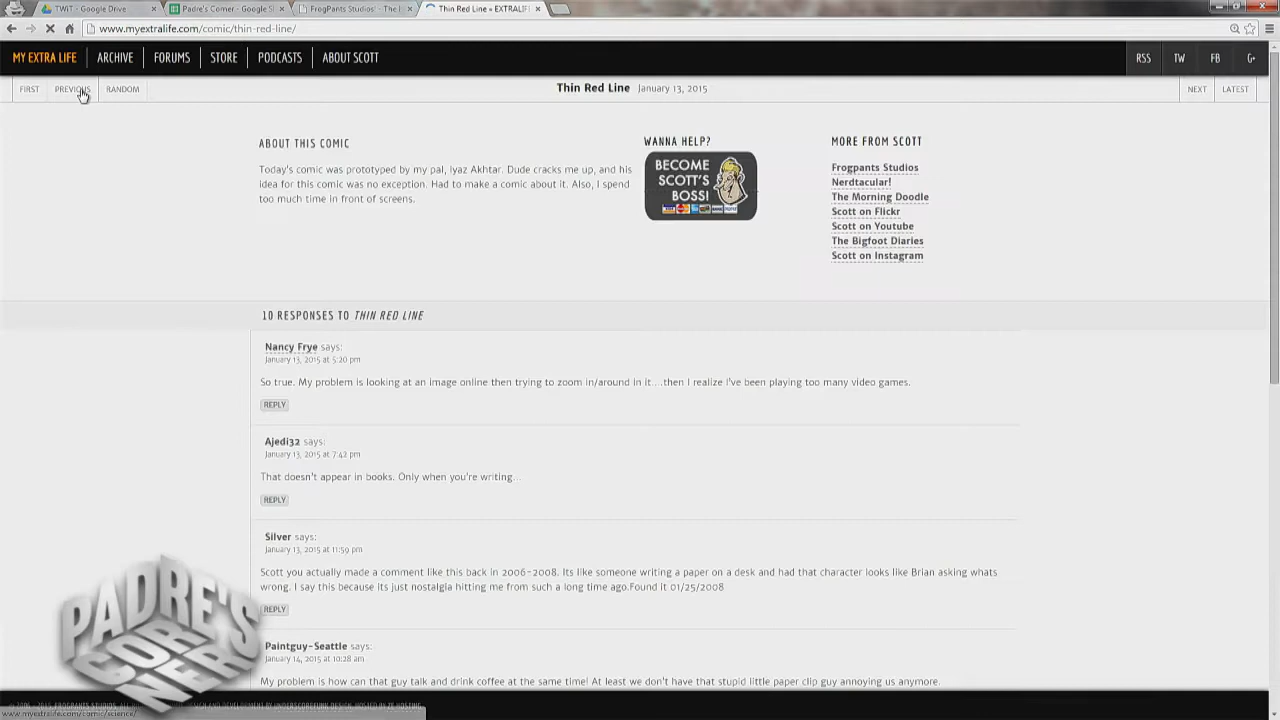 TWiT - Google Drive
Padre's Corner - Google S
FrogPants Studios' - The
Thin Red Line » EXTRALIF
www.myextralife.com/comic/thin-red-line/
MY EXTRA LIFE ARCHIVE FORUMS STORE PODCASTS ABOUT SCOTT RSS TW FB G+
FIRST PREVIOUS RANDOM Thin Red Line January 13, 2015 NEXT LATEST
ABOUT THIS COMIC
Today's comic was prototyped by my pal, Iyaz Akhtar. Dude cracks me up, and his
idea for this comic was no exception. Had to make a comic about it. Also, I spend
too much time in front of screens.
WANNA HELP?
BECOME
SCOTT'S
BOSS!
MORE FROM SCOTT
Frogpants Studios
Nerdtacular!
The Morning Doodle
Scott on Flickr
Scott on Youtube
The Bigfoot Diaries
Scott on Instagram
10 RESPONSES TO THIN RED LINE
Nancy Frye says:
January 13, 2015 at 5:20 pm
So true. My problem is looking at an image online then trying to zoom in/around in it....then I realize I've been playing too many video games.
REPLY
Ajedi32 says:
January 13, 2015 at 7:42 pm
That doesn't appear in books. Only when you're writing...
REPLY
Silver says:
January 13, 2015 at 11:59 pm
Scott you actually made a comment like this back in 2006-2008. Its like someone writing a paper on a desk and had that character looks like Brian asking whats
wrong. I say this because its just nostalgia hitting me from such a long time ago.Found it 01/25/2008
REPLY
Paintguy-Seattle says:
January 14, 2015 at 10:28 am
My problem is how can that guy talk and drink coffee at the same time! At least we don't have that stupid little paper clip guy annoying us anymore.
PADRE'S
CORNER
www.myextralife.com/comic/science/